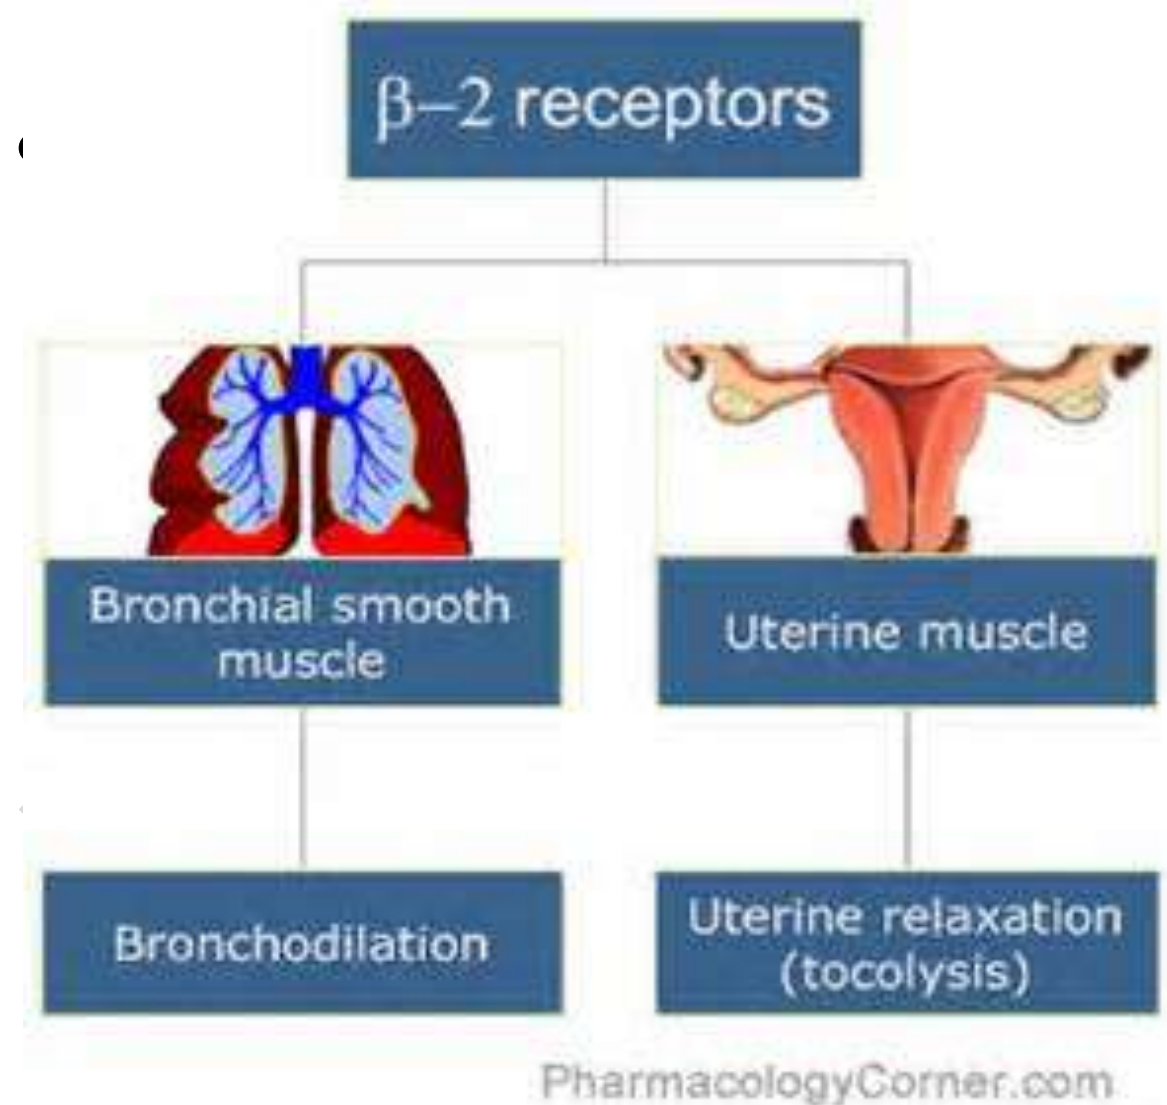 β–2 receptors
Bronchial smooth
muscle
Uterine muscle
Bronchodilation
Uterine relaxation
(tocolysis)
PharmacologyCorner.com